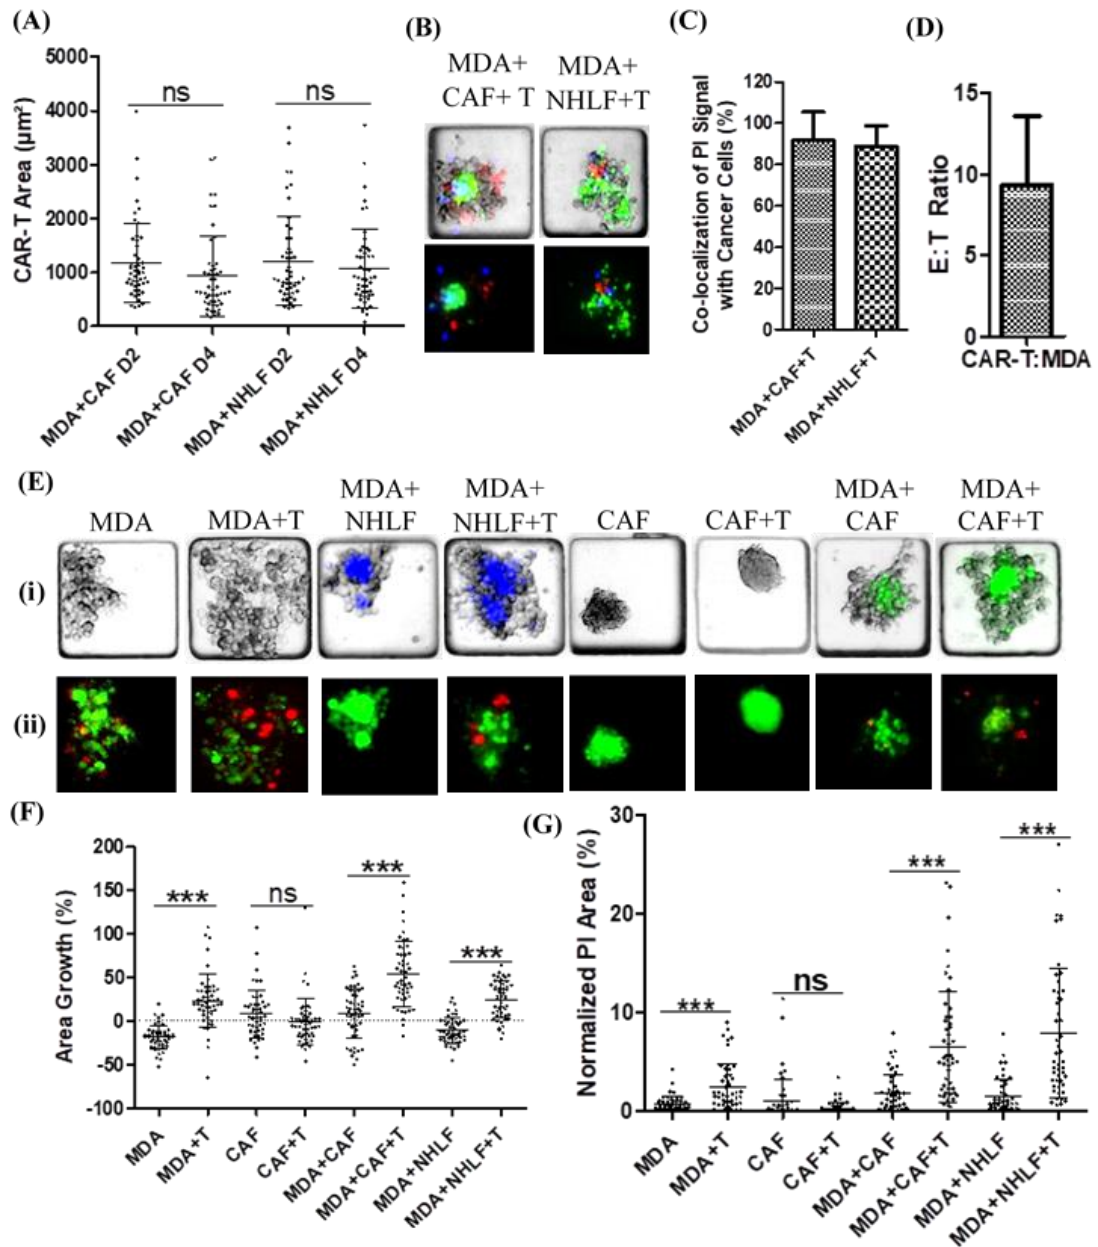 (A)
5000
4000
3000
2000
1000
0
CAR-T Area (µm²)
ns
ns
MDA+CAF D2
MDA+CAF D4
MDA+NHLF D2
MDA+NHLF D4
(B)
MDA+
CAF+ T
MDA+
NHLF+T
(C)
120
100
80
60
40
20
0
Co-localization of PI Signal
with Cancer Cells (%)
MDA+CAF+T
MDA+NHLF+T
(D)
15
10
5
0
E:T Ratio
CAR-T:MDA
(E)
MDA
MDA+T
MDA+
NHLF
MDA+
NHLF+T
CAF
CAF+T
MDA+
CAF
MDA+
CAF+T
(i)
(ii)
(F)
200
150
100
50
0
-50
-100
Area Growth (%)
***
ns
***
***
MDA
MDA+T
CAF
CAF+T
MDA+CAF
MDA+CAF+T
MDA+NHLF
MDA+NHLF+T
(G)
30
20
10
0
Normalized PI Area (%)
***
ns
***
***
MDA
MDA+T
CAF
CAF+T
MDA+CAF
MDA+CAF+T
MDA+NHLF
MDA+NHLF+T